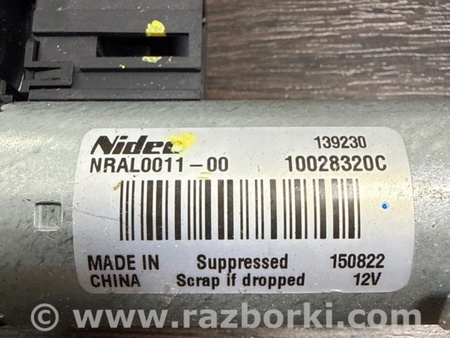 Nidec 139230
NRAL0011-00 10028320C
MADE IN Suppressed 150822
CHINA Scrap if dropped 12V
www.razborki.com